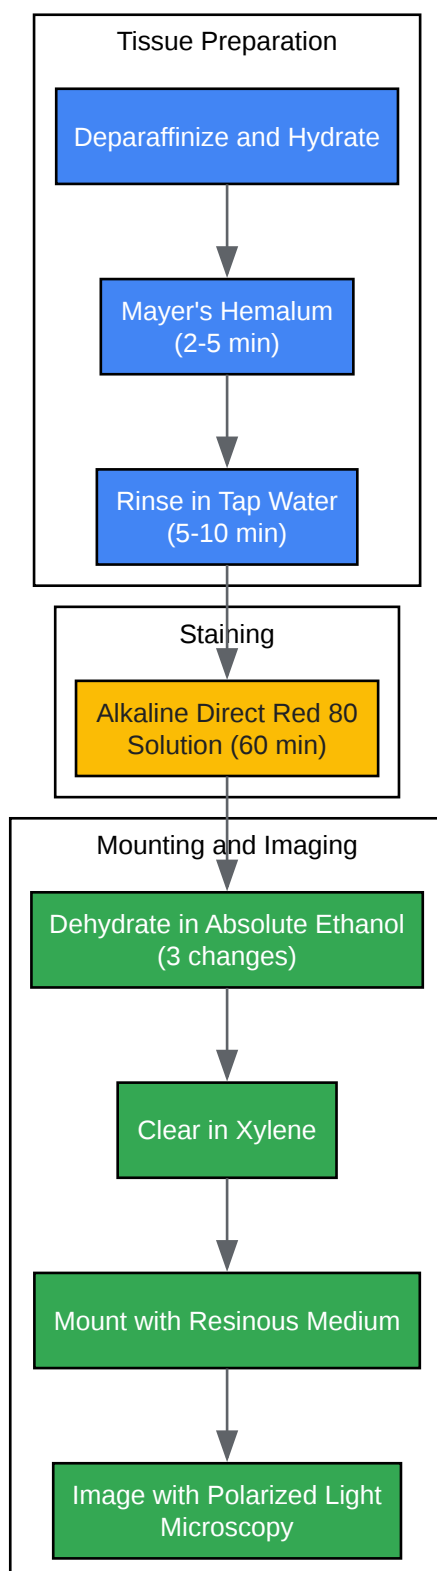 Tissue Preparation
Deparaffinize and Hydrate
Mayer's Hemalum
(2-5 min)
Rinse in Tap Water
(5-10 min)
Staining
Alkaline Direct Red 80
Solution (60 min)
Mounting and Imaging
Dehydrate in Absolute Ethanol
(3 changes)
Clear in Xylene
Mount with Resinous Medium
Image with Polarized Light
Microscopy